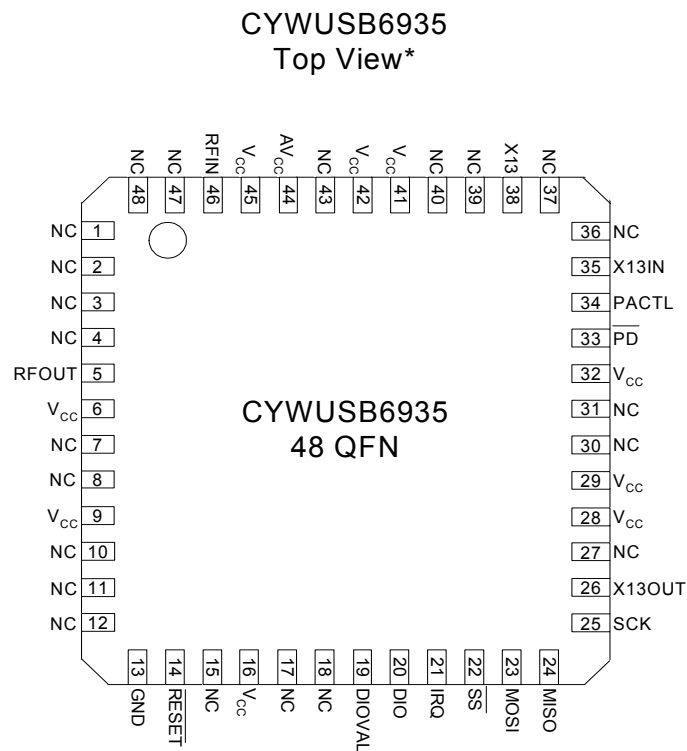 CYWUSB6935
Top View*
NC 48
NC 47
RFIN 46
VCC 45
AVCC 44
NC 43
VCC 42
VCC 41
NC 40
NC 39
X13 38
NC 37
NC 1
NC 2
NC 3
NC 4
RFOUT 5
VCC 6
NC 7
NC 8
VCC 9
NC 10
NC 11
NC 12
CYWUSB6935
48 QFN
36 NC
35 X13IN
34 PACTL
33 PD
32 VCC
31 NC
30 NC
29 VCC
28 VCC
27 NC
26 X13OUT
25 SCK
13 GND
14 RESET
15 NC
16 VCC
17 NC
18 NC
19 DIOVAL
20 DIO
21 IRQ
22 SS
23 MOSI
24 MISO